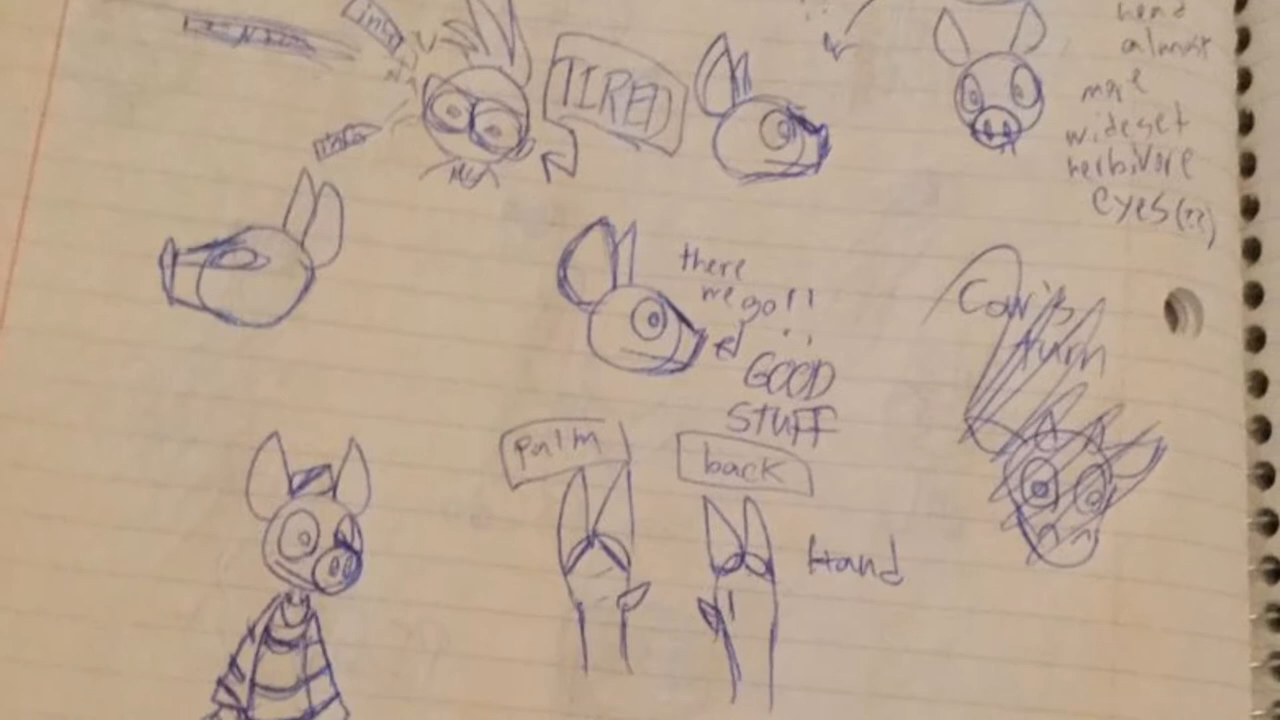 TIRED
head
almost
more
wideset
herbivore
eyes(??)
there
we go!!
GOOD
STUFF
Cow's
turn
palm
back
Hand